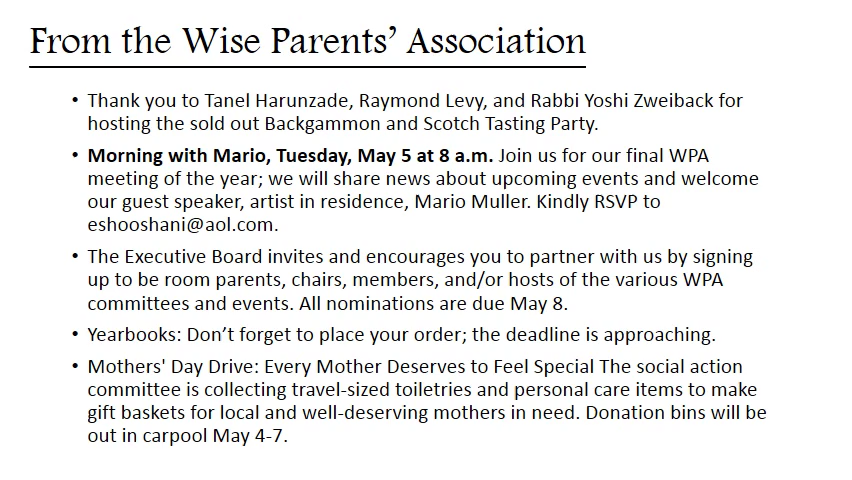 From the Wise Parents’ Association
• Thank you to Tanel Harunzade, Raymond Levy, and Rabbi Yoshi Zweiback for
hosting the sold out Backgammon and Scotch Tasting Party.
• Morning with Mario, Tuesday, May 5 at 8 a.m. Join us for our final WPA
meeting of the year; we will share news about upcoming events and welcome
our guest speaker, artist in residence, Mario Muller. Kindly RSVP to
eshooshani@aol.com.
• The Executive Board invites and encourages you to partner with us by signing
up to be room parents, chairs, members, and/or hosts of the various WPA
committees and events. All nominations are due May 8.
• Yearbooks: Don’t forget to place your order; the deadline is approaching.
• Mothers' Day Drive: Every Mother Deserves to Feel Special The social action
committee is collecting travel-sized toiletries and personal care items to make
gift baskets for local and well-deserving mothers in need. Donation bins will be
out in carpool May 4-7.